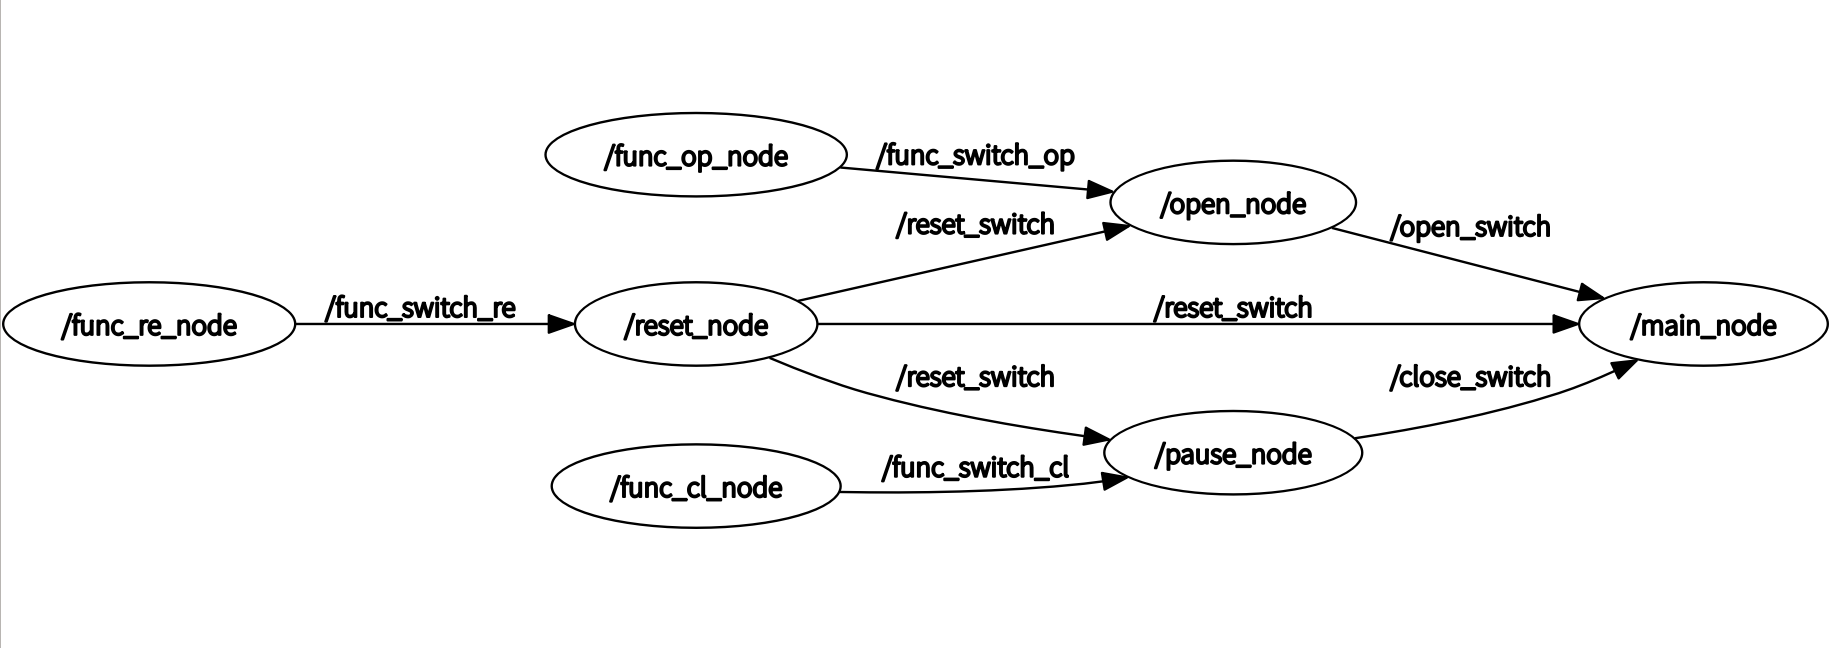 /func_op_node
/func_switch_op
/open_node
/reset_switch
/open_switch
/func_re_node
/func_switch_re
/reset_node
/reset_switch
/main_node
/reset_switch
/close_switch
/pause_node
/func_switch_cl
/func_cl_node